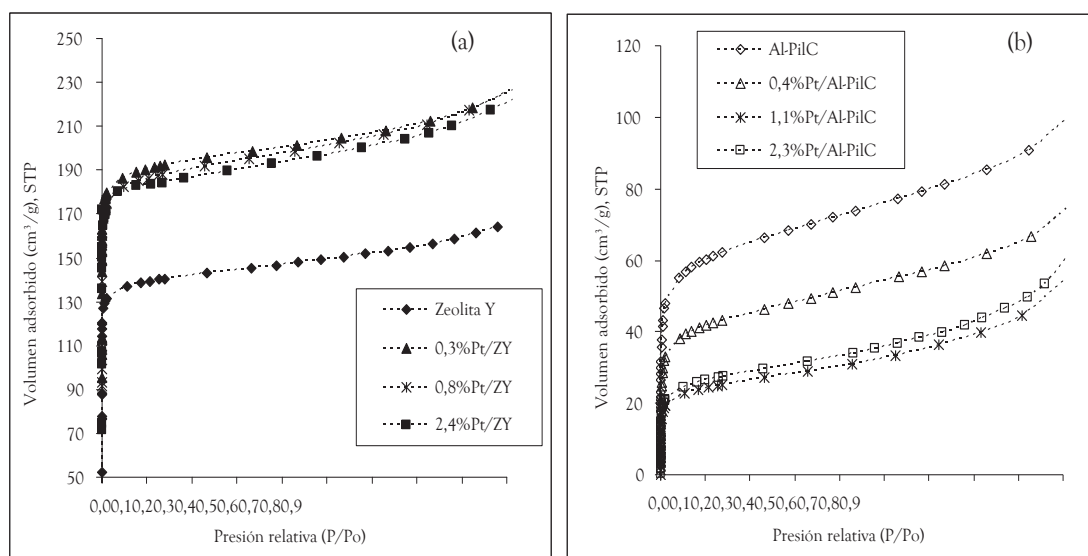 (a)
250
230
210
190
170
150
130
110
90
70
50
Volumen adsorbido (cm³/g), STP
Zeolita Y
0,3%Pt/ZY
0,8%Pt/ZY
2,4%Pt/ZY
0,00,10,20,30,40,50,60,70,80,9
Presión relativa (P/Po)
(b)
120
100
80
60
40
20
0
Volumen adsorbido (cm³/g), STP
Al-PilC
0,4%Pt/Al-PilC
1,1%Pt/Al-PilC
2,3%Pt/Al-PilC
0,00,10,20,30,40,50,60,70,80,9
Presión relativa (P/Po)